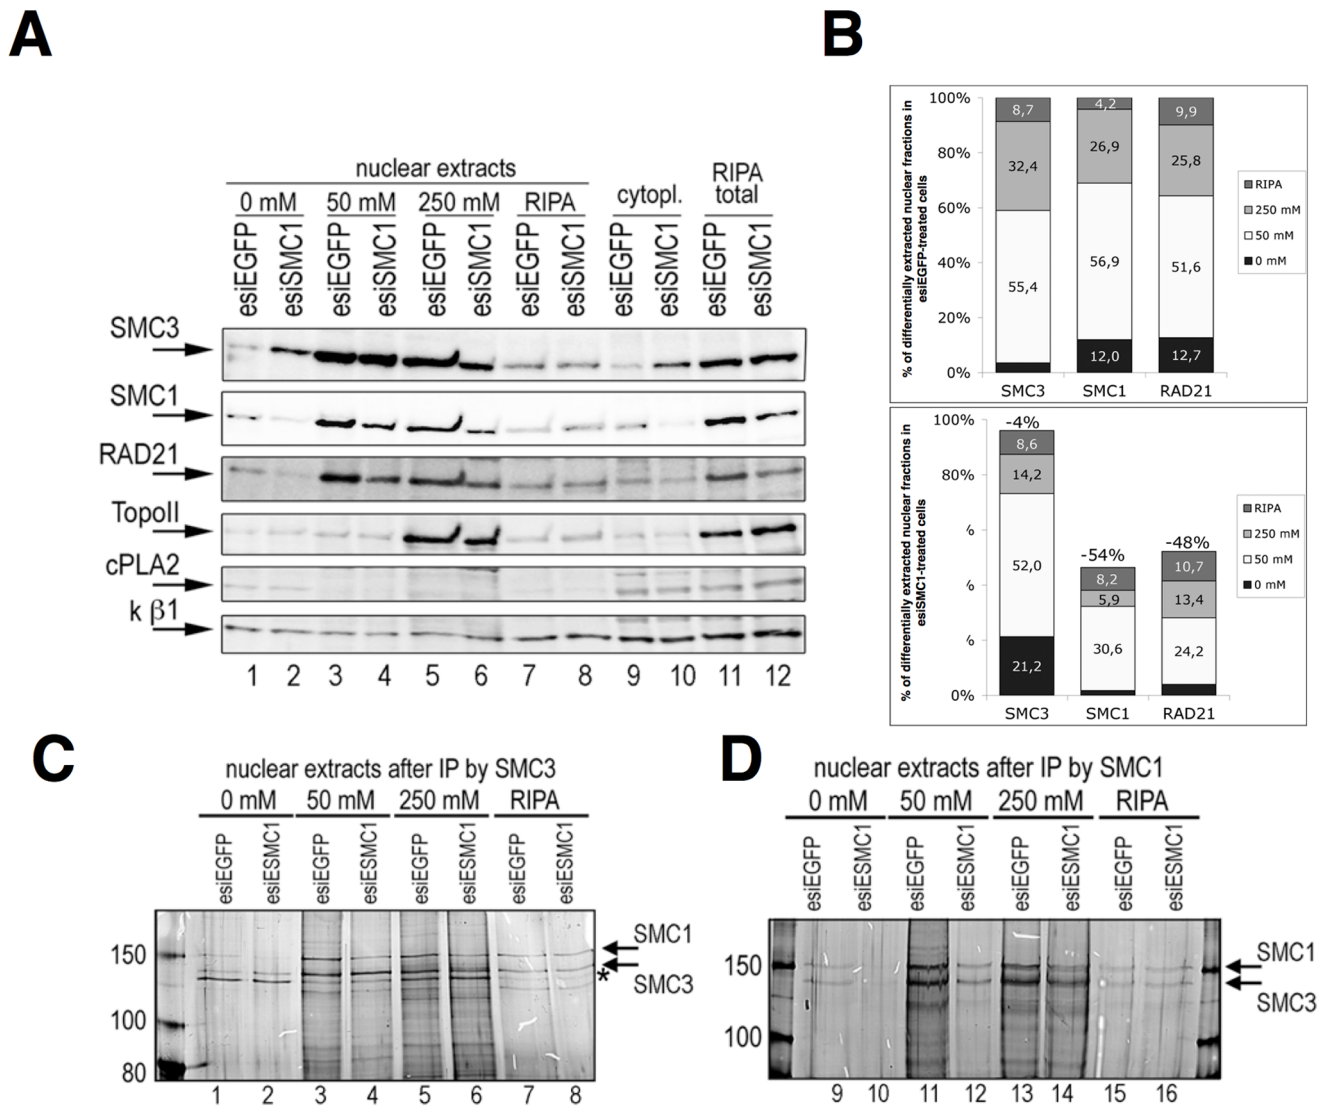 A
nuclear extracts
0 mM 50 mM 250 mM RIPA cytopl. RIPA total
esiEGFP esiSMC1 esiEGFP esiSMC1 esiEGFP esiSMC1 esiEGFP esiSMC1 esiEGFP esiSMC1 esiEGFP esiSMC1
SMC3
SMC1
RAD21
TopoII
cPLA2
k β1
1 2 3 4 5 6 7 8 9 10 11 12
B
% of differentially extracted nuclear fractions in
esiEGFP-treated cells
100%
80%
60%
40%
20%
0%
8,7 4,2 9,9
32,4 26,9 25,8
55,4 56,9 51,6
12,0 12,7
SMC3 SMC1 RAD21
RIPA
250 mM
50 mM
0 mM
% of differentially extracted nuclear fractions in
esiSMC1-treated cells
100%
80%
%
%
%
0%
-4%
-54%
-48%
8,6 8,2 10,7
14,2 5,9 13,4
52,0 30,6 24,2
21,2
SMC3 SMC1 RAD21
RIPA
250 mM
50 mM
0 mM
C
nuclear extracts after IP by SMC3
0 mM 50 mM 250 mM RIPA
esiEGFP esiESMC1 esiEGFP esiESMC1 esiEGFP esiESMC1 esiEGFP esiESMC1
150
100
80
SMC1
*
SMC3
1 2 3 4 5 6 7 8
D
nuclear extracts after IP by SMC1
0 mM 50 mM 250 mM RIPA
esiEGFP esiESMC1 esiEGFP esiESMC1 esiEGFP esiESMC1 esiEGFP esiESMC1
150
100
SMC1
SMC3
9 10 11 12 13 14 15 16